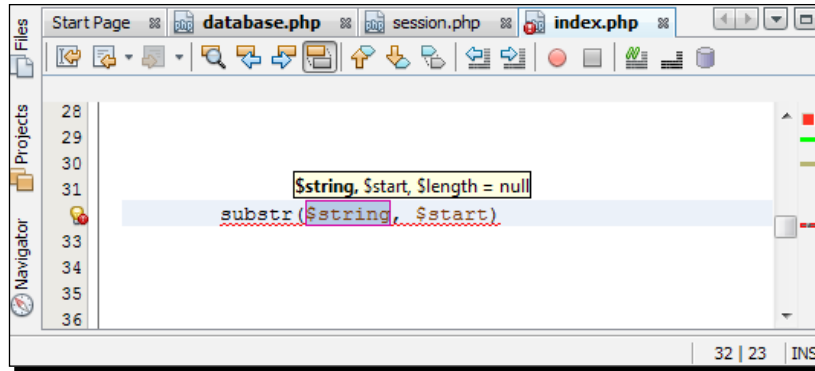 Files
Projects
Navigator
Start Page database.php session.php index.php
28
29
30
31
$string, $start, $length = null
substr($string, $start)
33
34
35
36
32 | 23 INS